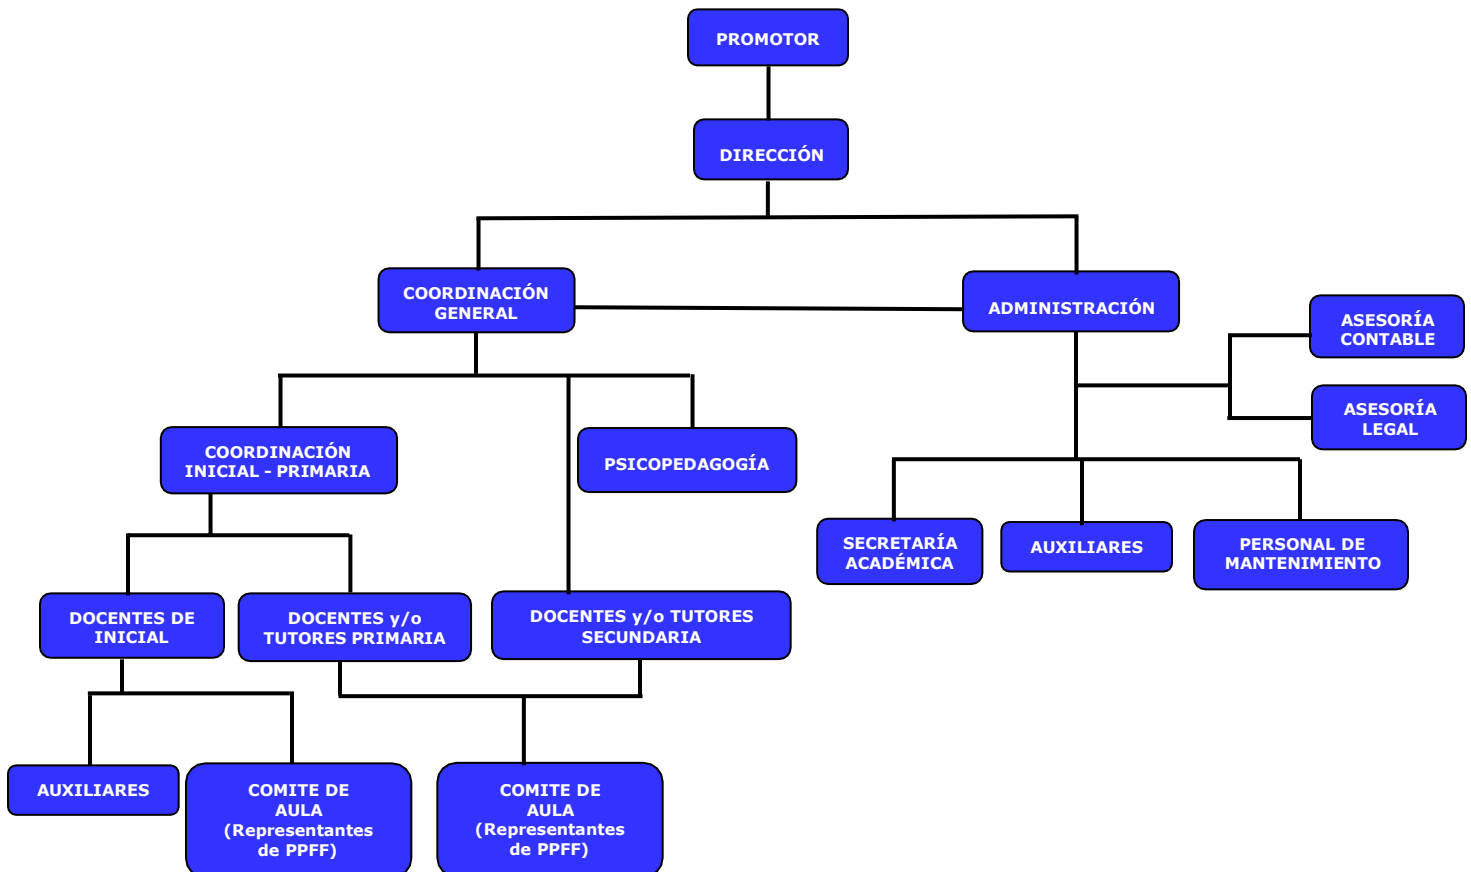 PROMOTOR
DIRECCIÓN
COORDINACIÓN
GENERAL
ADMINISTRACIÓN
ASESORÍA
CONTABLE
ASESORÍA
LEGAL
COORDINACIÓN
INICIAL - PRIMARIA
PSICOPEDAGOGÍA
SECRETARÍA
ACADÉMICA
AUXILIARES
PERSONAL DE
MANTENIMIENTO
DOCENTES DE
INICIAL
DOCENTES y/o
TUTORES PRIMARIA
DOCENTES y/o TUTORES
SECUNDARIA
AUXILIARES
COMITE DE
AULA
(Representantes
de PPFF)
COMITE DE
AULA
(Representantes
de PPFF)